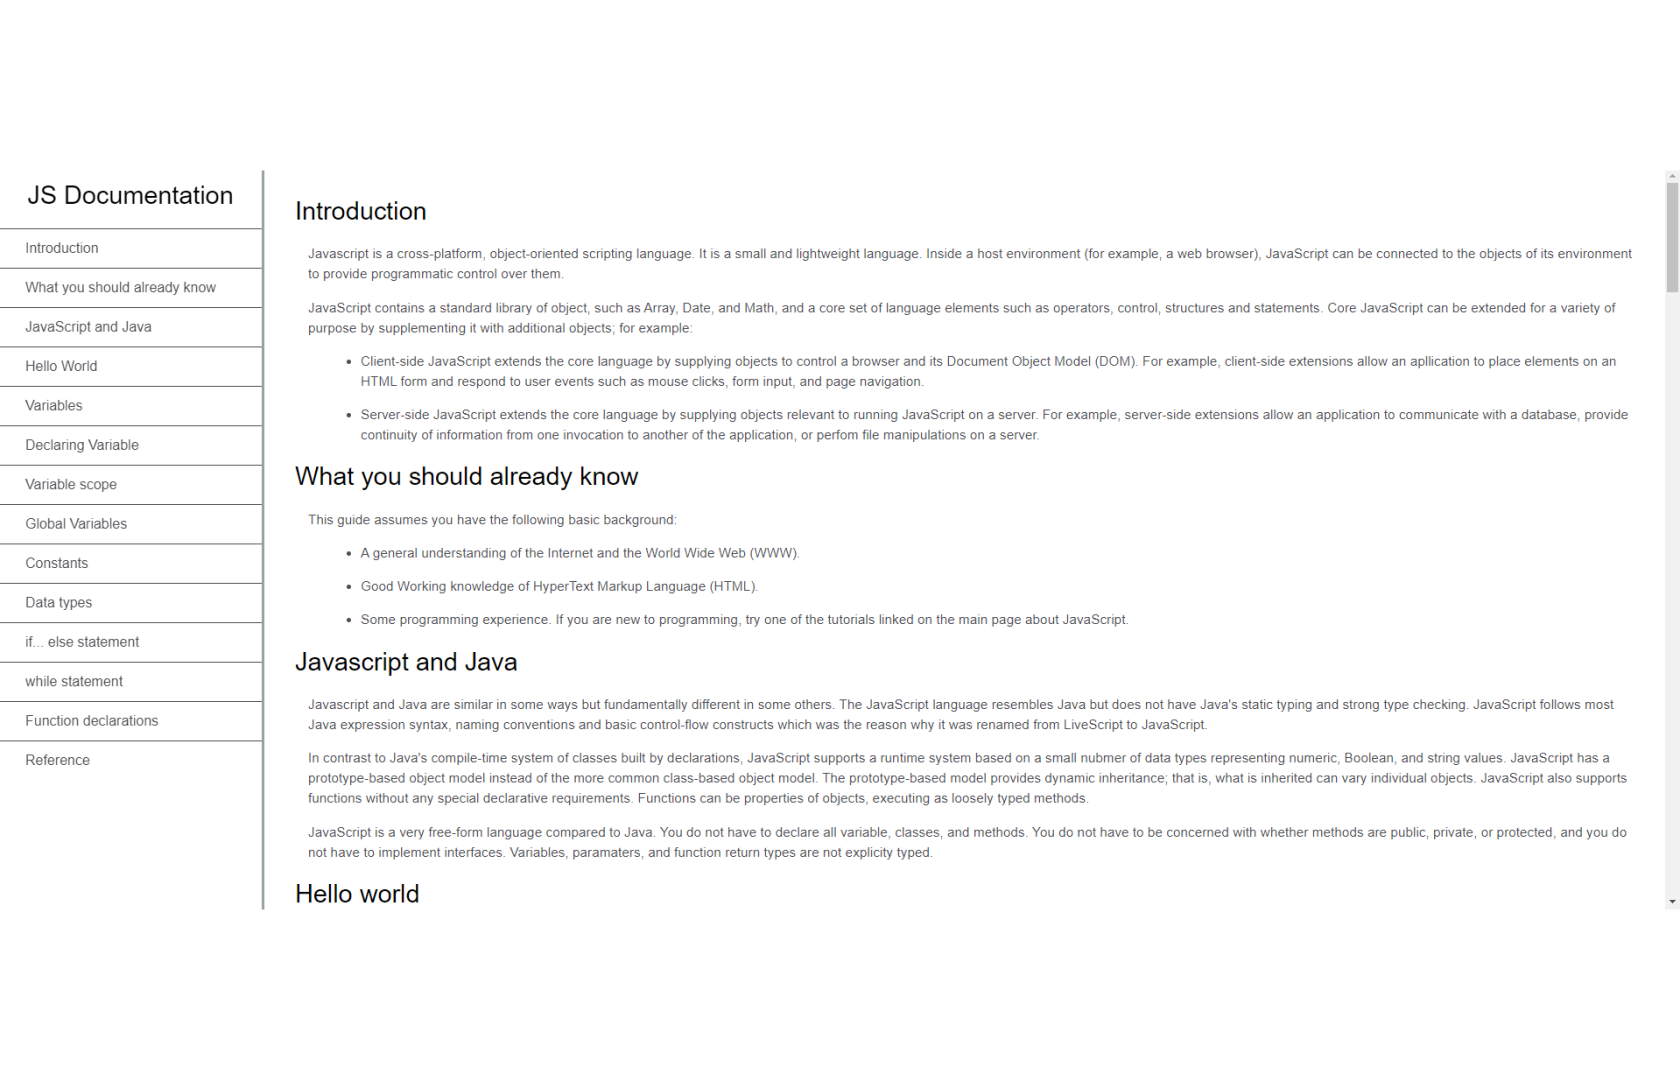 JS Documentation
Introduction
What you should already know
JavaScript and Java
Hello World
Variables
Declaring Variable
Variable scope
Global Variables
Constants
Data types
if... else statement
while statement
Function declarations
Reference
Introduction
Javascript is a cross-platform, object-oriented scripting language. It is a small and lightweight language. Inside a host environment (for example, a web browser), JavaScript can be connected to the objects of its environment
to provide programmatic control over them.
JavaScript contains a standard library of object, such as Array, Date, and Math, and a core set of language elements such as operators, control, structures and statements. Core JavaScript can be extended for a variety of
purpose by supplementing it with additional objects; for example:
• Client-side JavaScript extends the core language by supplying objects to control a browser and its Document Object Model (DOM). For example, client-side extensions allow an apllication to place elements on an
HTML form and respond to user events such as mouse clicks, form input, and page navigation.
• Server-side JavaScript extends the core language by supplying objects relevant to running JavaScript on a server. For example, server-side extensions allow an application to communicate with a database, provide
continuity of information from one invocation to another of the application, or perfom file manipulations on a server.
What you should already know
This guide assumes you have the following basic background:
• A general understanding of the Internet and the World Wide Web (WWW).
• Good Working knowledge of HyperText Markup Language (HTML).
• Some programming experience. If you are new to programming, try one of the tutorials linked on the main page about JavaScript.
Javascript and Java
Javascript and Java are similar in some ways but fundamentally different in some others. The JavaScript language resembles Java but does not have Java's static typing and strong type checking. JavaScript follows most
Java expression syntax, naming conventions and basic control-flow constructs which was the reason why it was renamed from LiveScript to JavaScript.
In contrast to Java's compile-time system of classes built by declarations, JavaScript supports a runtime system based on a small nubmer of data types representing numeric, Boolean, and string values. JavaScript has a
prototype-based object model instead of the more common class-based object model. The prototype-based model provides dynamic inheritance; that is, what is inherited can vary individual objects. JavaScript also supports
functions without any special declarative requirements. Functions can be properties of objects, executing as loosely typed methods.
JavaScript is a very free-form language compared to Java. You do not have to declare all variable, classes, and methods. You do not have to be concerned with whether methods are public, private, or protected, and you do
not have to implement interfaces. Variables, paramaters, and function return types are not explicity typed.
Hello world